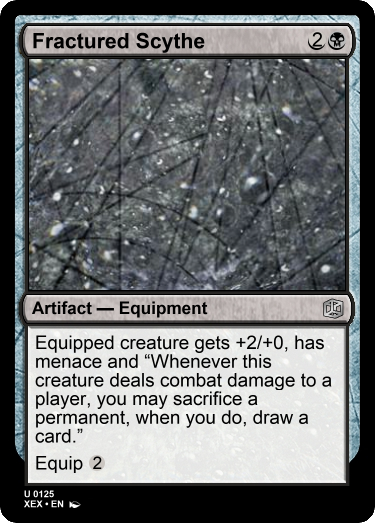 Fractured Scythe 2
Artifact — Equipment
Equipped creature gets +2/+0, has
menace and “Whenever this
creature deals combat damage to a
player, you may sacrifice a
permanent, when you do, draw a
card.”
Equip 2
U 0125
XEX • EN